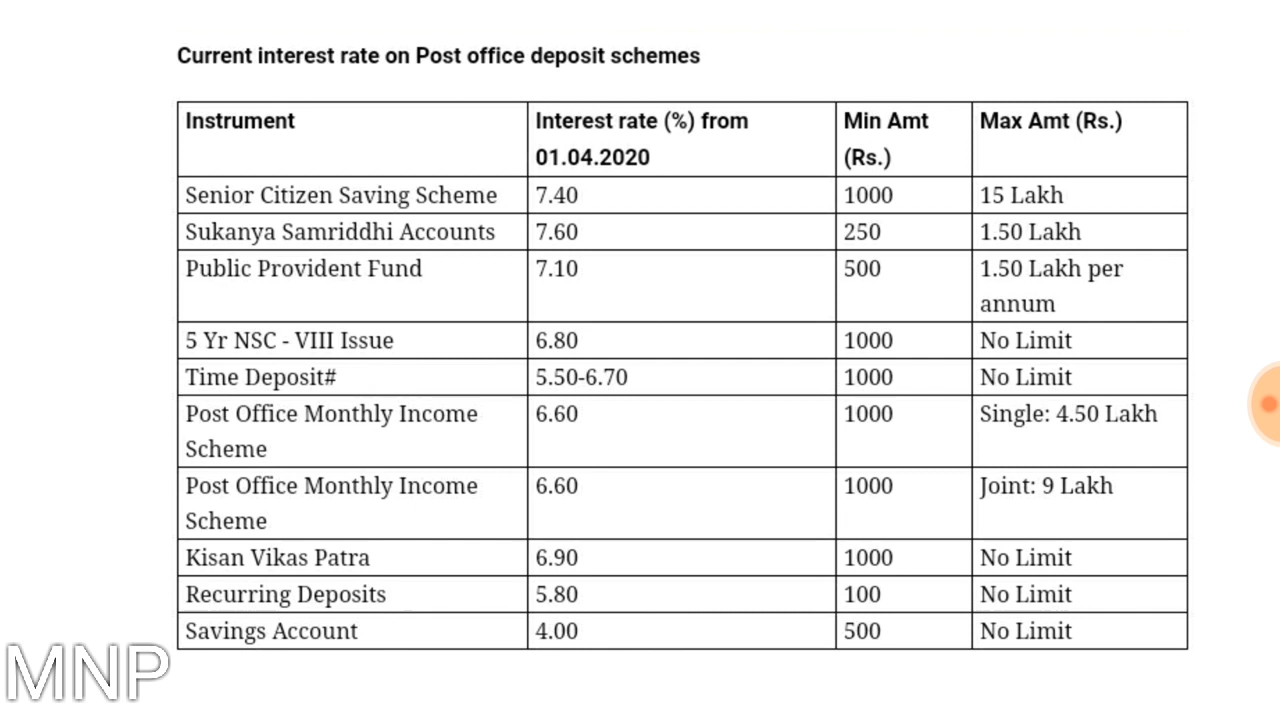 Current interest rate on Post office deposit schemes
Instrument Interest rate (%) from 01.04.2020 Min Amt (Rs.) Max Amt (Rs.)
Senior Citizen Saving Scheme 7.40 1000 15 Lakh
Sukanya Samriddhi Accounts 7.60 250 1.50 Lakh
Public Provident Fund 7.10 500 1.50 Lakh per annum
5 Yr NSC - VIII Issue 6.80 1000 No Limit
Time Deposit# 5.50-6.70 1000 No Limit
Post Office Monthly Income Scheme 6.60 1000 Single: 4.50 Lakh
Post Office Monthly Income Scheme 6.60 1000 Joint: 9 Lakh
Kisan Vikas Patra 6.90 1000 No Limit
Recurring Deposits 5.80 100 No Limit
Savings Account 4.00 500 No Limit
MNP